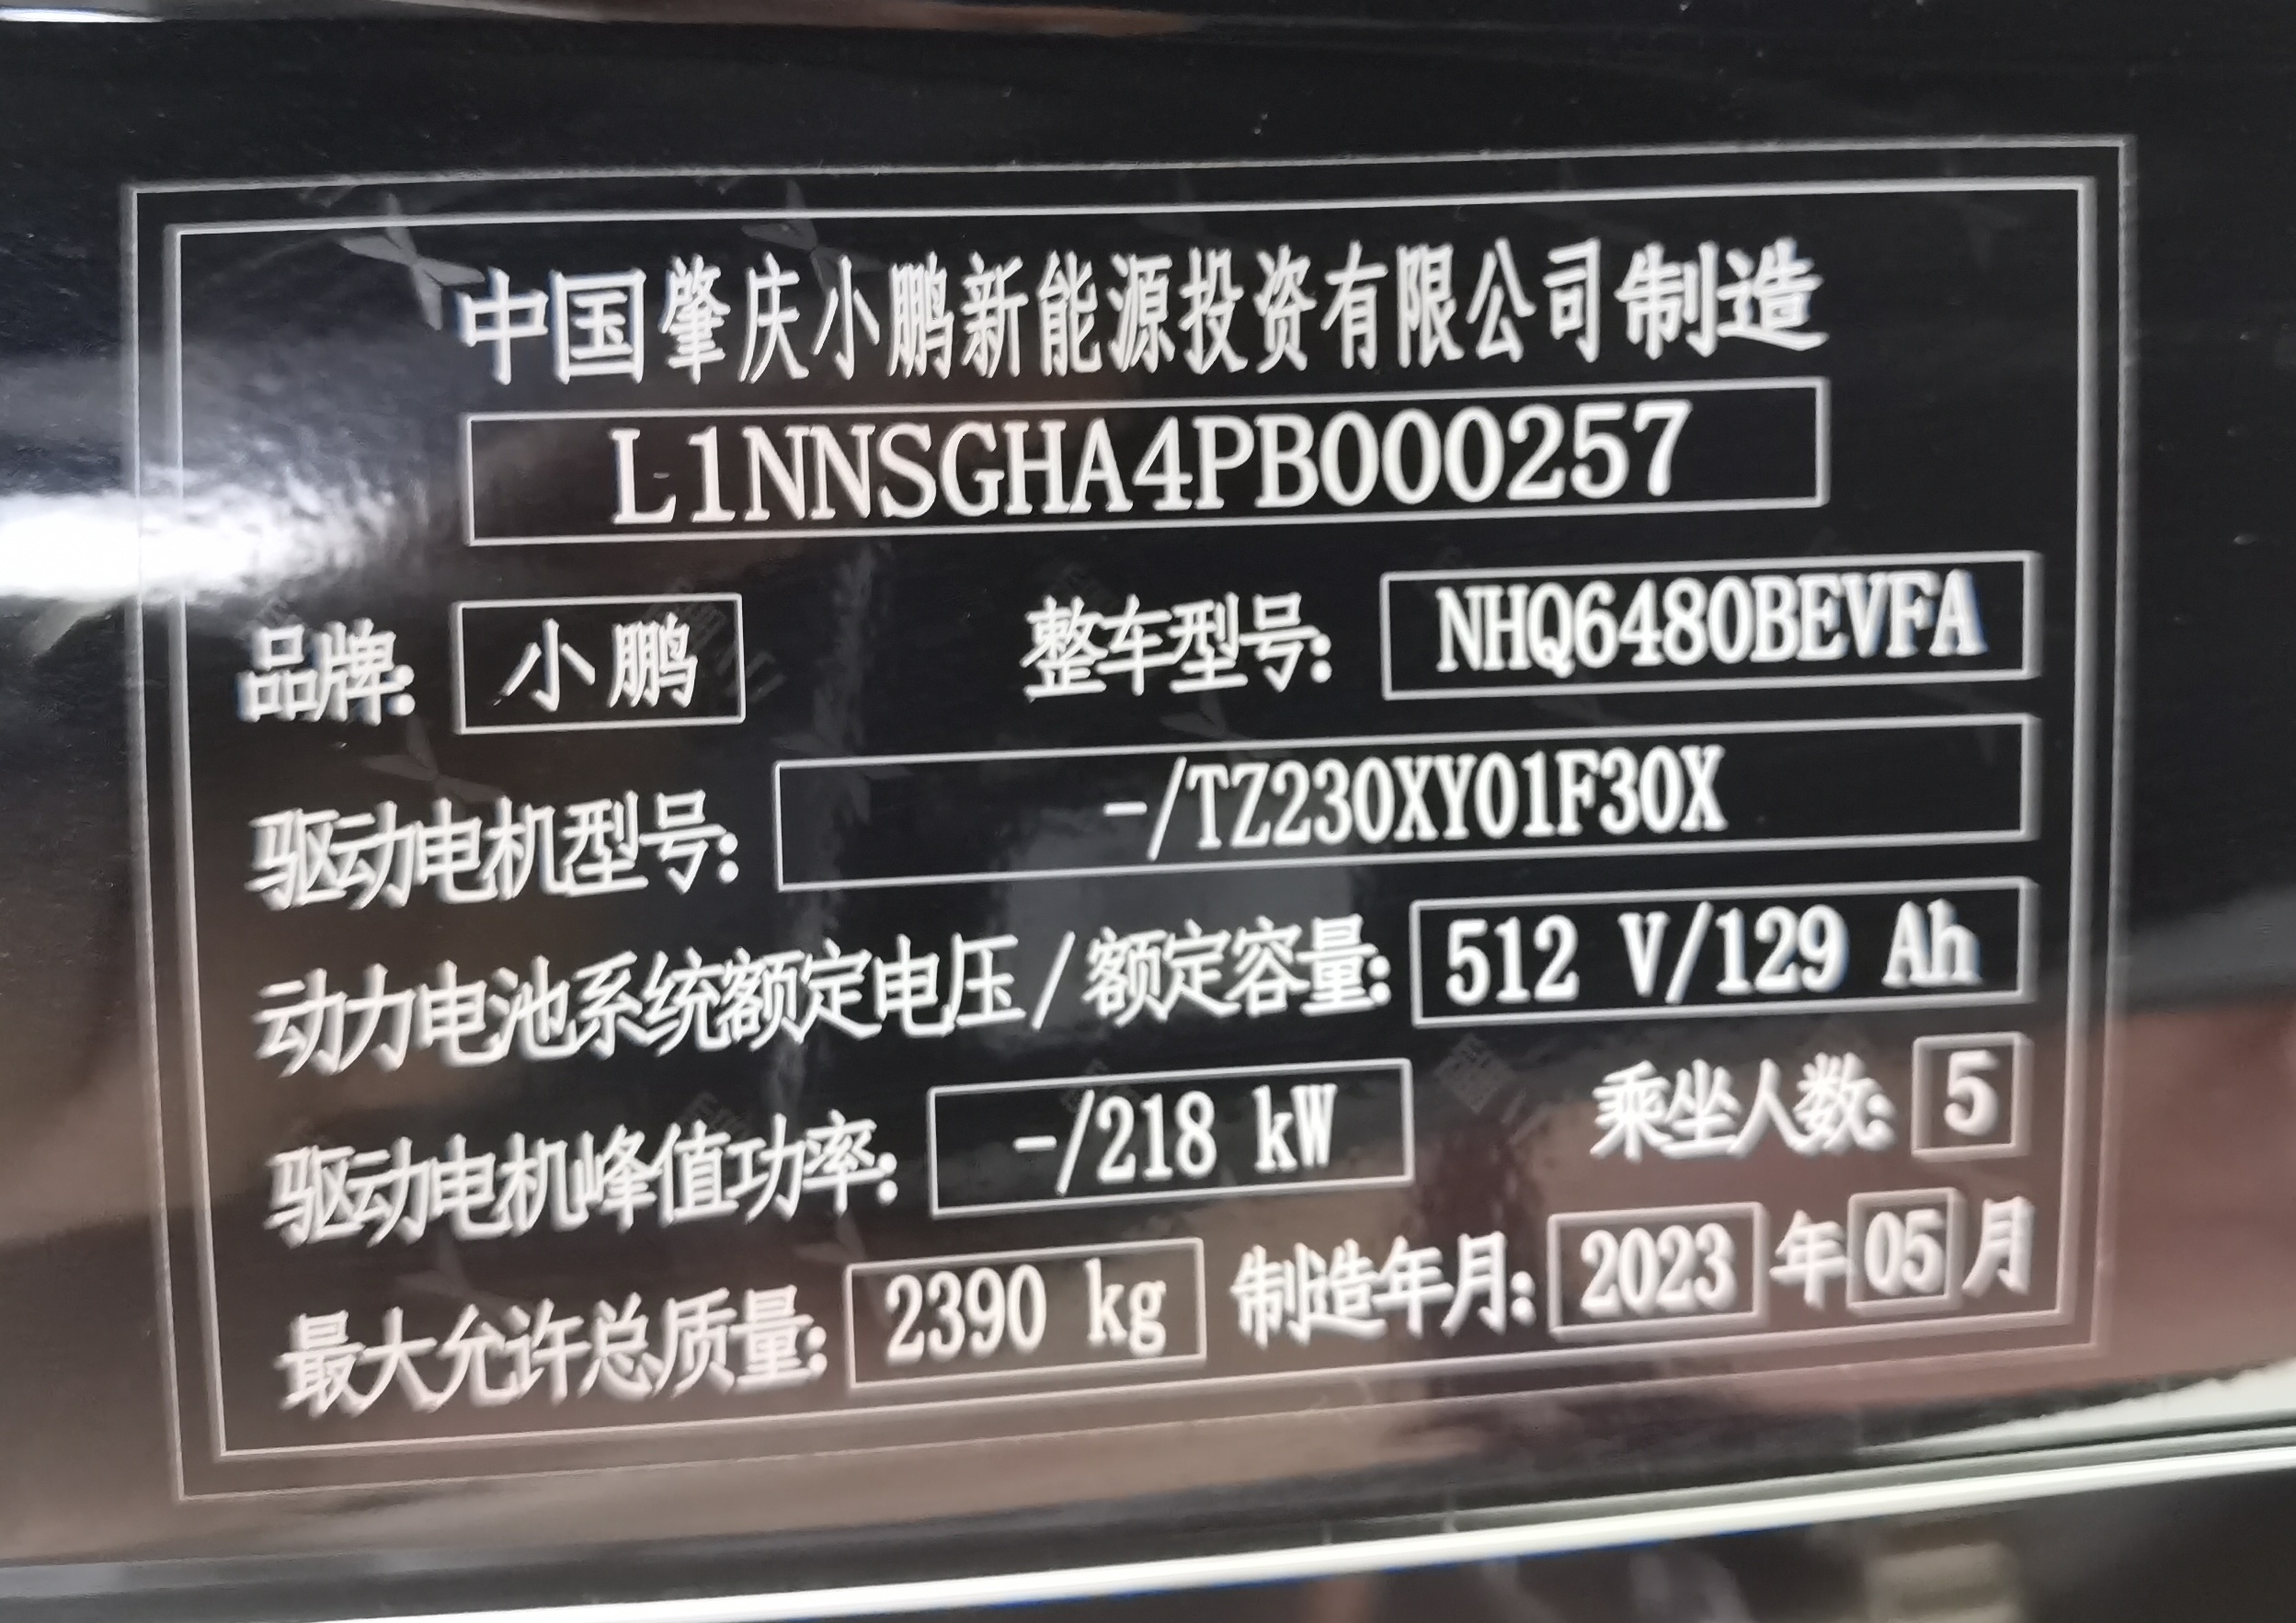 中国肇庆小鹏新能源投资有限公司制造
L1NNSGHA4PB000257
品牌: 小鹏 整车型号: NHQ6480BEVFA
驱动电机型号: -/TZ230XY01F30X
动力电池系统额定电压/额定容量: 512 V/129 Ah
驱动电机峰值功率: -/218 kW 乘坐人数: 5
最大允许总质量: 2390 kg 制造年月: 2023 年 05 月